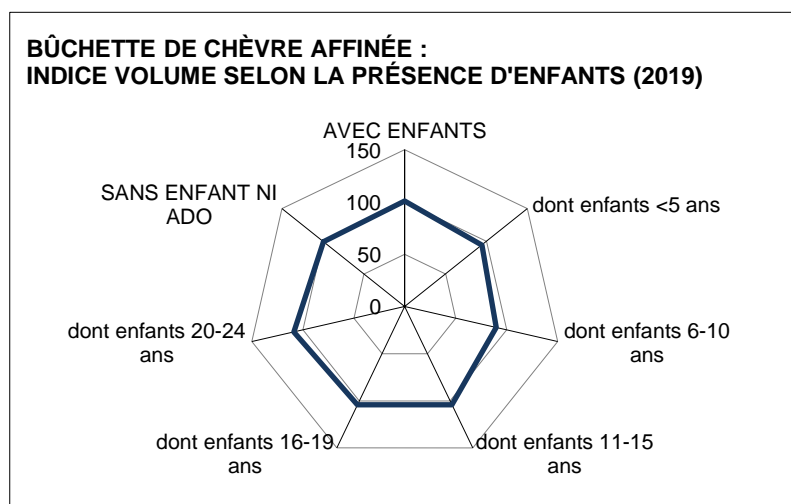 BÛCHETTE DE CHÈVRE AFFINÉE :
INDICE VOLUME SELON LA PRÉSENCE D'ENFANTS (2019)
AVEC ENFANTS
150
100
50
0
dont enfants <5 ans
dont enfants 6-10
ans
dont enfants 11-15
ans
dont enfants 16-19
ans
dont enfants 20-24
ans
SANS ENFANT NI
ADO